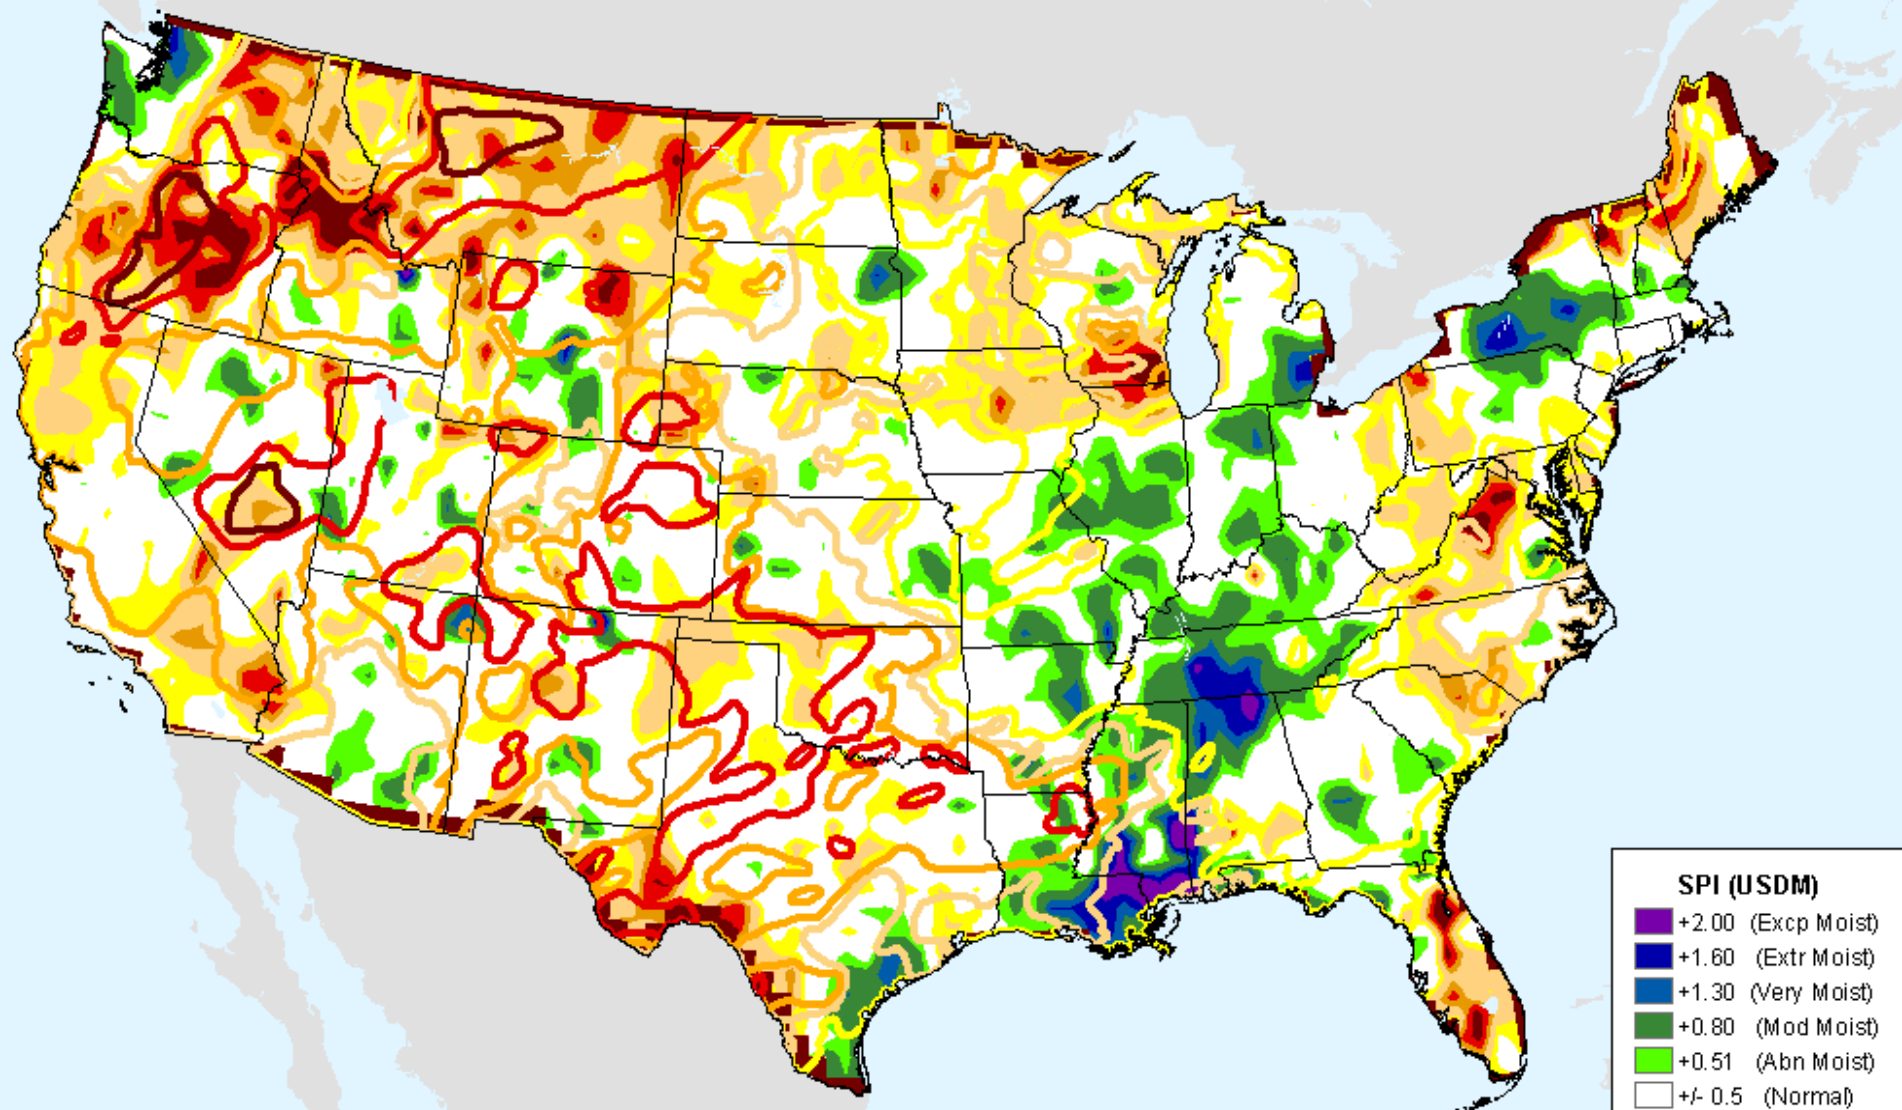 SPI (USDM)
+2.00 (Excp Moist)
+1.60 (Extr Moist)
+1.30 (Very Moist)
+0.80 (Mod Moist)
+0.51 (Abn Moist)
+/- 0.5 (Normal)